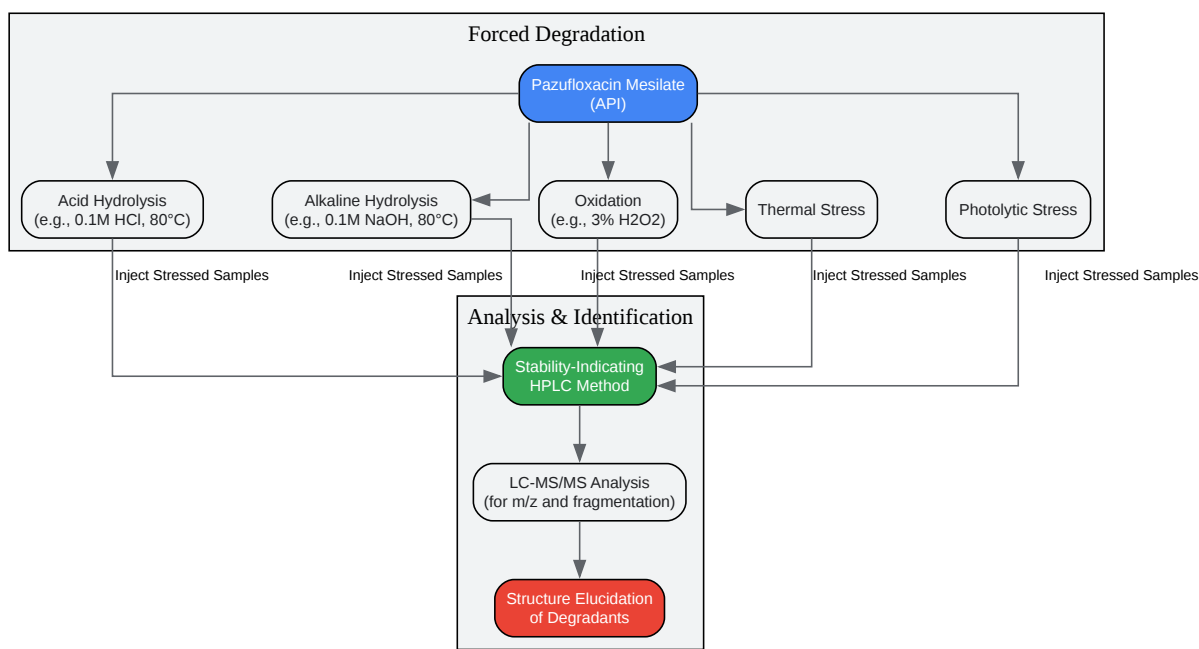 Forced Degradation
Pazufloxacin Mesilate
(API)
Acid Hydrolysis
(e.g., 0.1M HCl, 80°C)
Alkaline Hydrolysis
(e.g., 0.1M NaOH, 80°C)
Oxidation
(e.g., 3% H2O2)
Thermal Stress
Photolytic Stress
Inject Stressed Samples
Inject Stressed Samples
Inject Stressed Samples
Inject Stressed Samples
Inject Stressed Samples
Analysis & Identification
Stability-Indicating
HPLC Method
LC-MS/MS Analysis
(for m/z and fragmentation)
Structure Elucidation
of Degradants